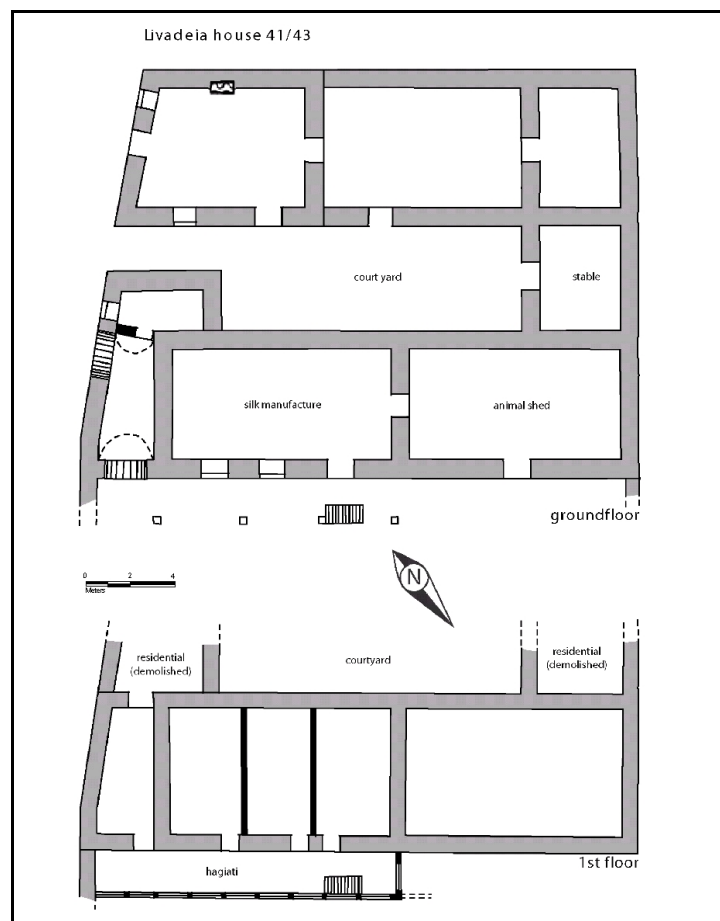 Livadeia house 41/43
court yard
stable
silk manufacture
animal shed
groundfloor
0 2 4
Meters
N
residential
(demolished)
courtyard
residential
(demolished)
1st floor
hagiati